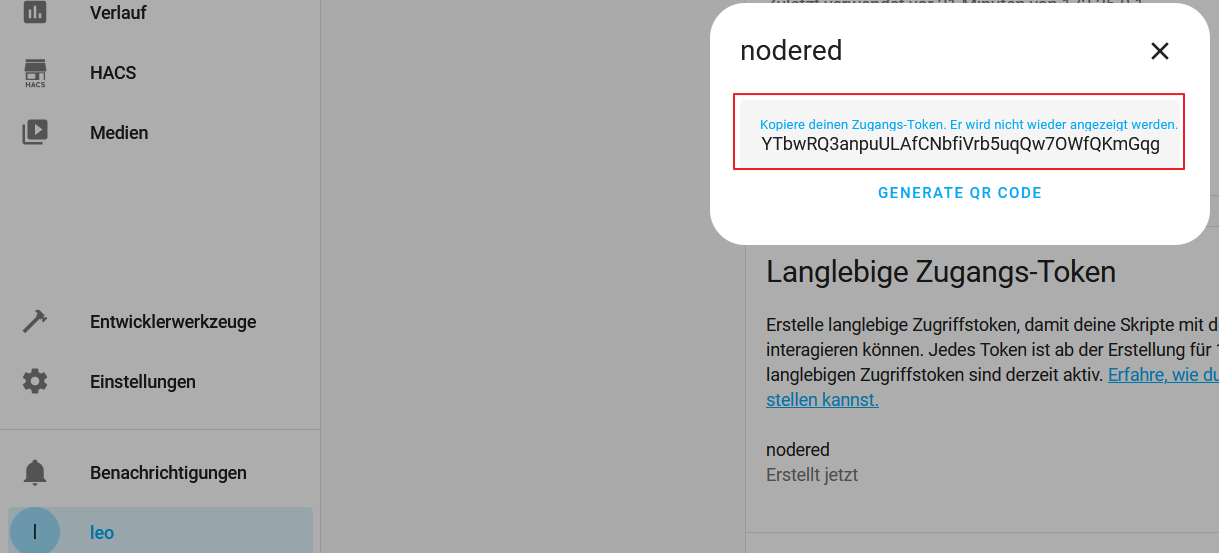 Verlauf
HACS
HACS
Medien
Entwicklerwerkzeuge
Einstellungen
Benachrichtigungen
l
leo
nodered
Kopiere deinen Zugangs-Token. Er wird nicht wieder angezeigt werden.
YTbwRQ3anpuULAfCNbfiVrb5uqQw7OWfQKmGqg
GENERATE QR CODE
Langlebige Zugangs-Token
Erstelle langlebige Zugriffstoken, damit deine Skripte mit d
interagieren können. Jedes Token ist ab der Erstellung für
langlebigen Zugriffstoken sind derzeit aktiv. Erfahre, wie du
stellen kannst.
nodered
Erstellt jetzt